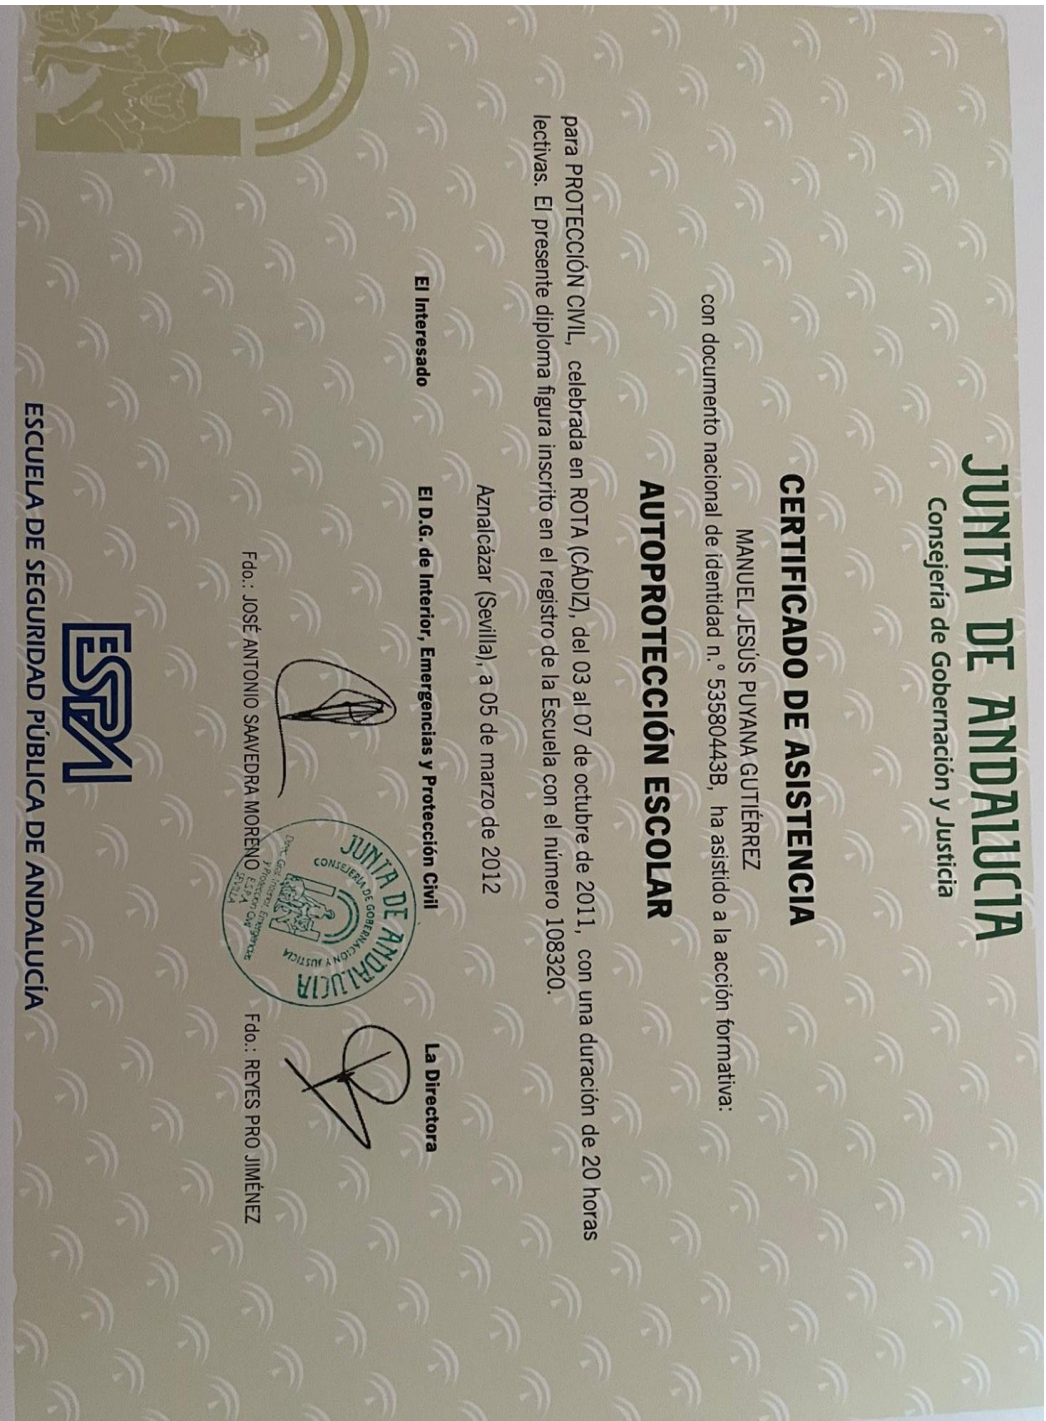 JUNTA DE ANDALUCIA
Consejería de Gobernación y Justicia
CERTIFICADO DE ASISTENCIA
MANUEL JESÚS PUYANA GUTIÉRREZ
con documento nacional de identidad n.° 53580443B, ha asistido a la acción formativa:
AUTOPROTECCIÓN ESCOLAR
para PROTECCIÓN CIVIL, celebrada en ROTA (CÁDIZ), del 03 al 07 de octubre de 2011, con una duración de 20 horas
lectivas. El presente diploma figura inscrito en el registro de la Escuela con el número 108320.
Aznalcázar (Sevilla), a 05 de marzo de 2012
El Interesado
El D.G. de Interior, Emergencias y Protección Civil
La Directora
JUNTA DE ANDALUCIA
CONSEJERÍA DE GOBERNACIÓN Y JUSTICIA
E.S.P.A.
SEVILLA
Fdo.: JOSÉ ANTONIO SAAVEDRA MORENO
Fdo.: REYES PRO JIMÉNEZ
ESPA
ESCUELA DE SEGURIDAD PÚBLICA DE ANDALUCÍA